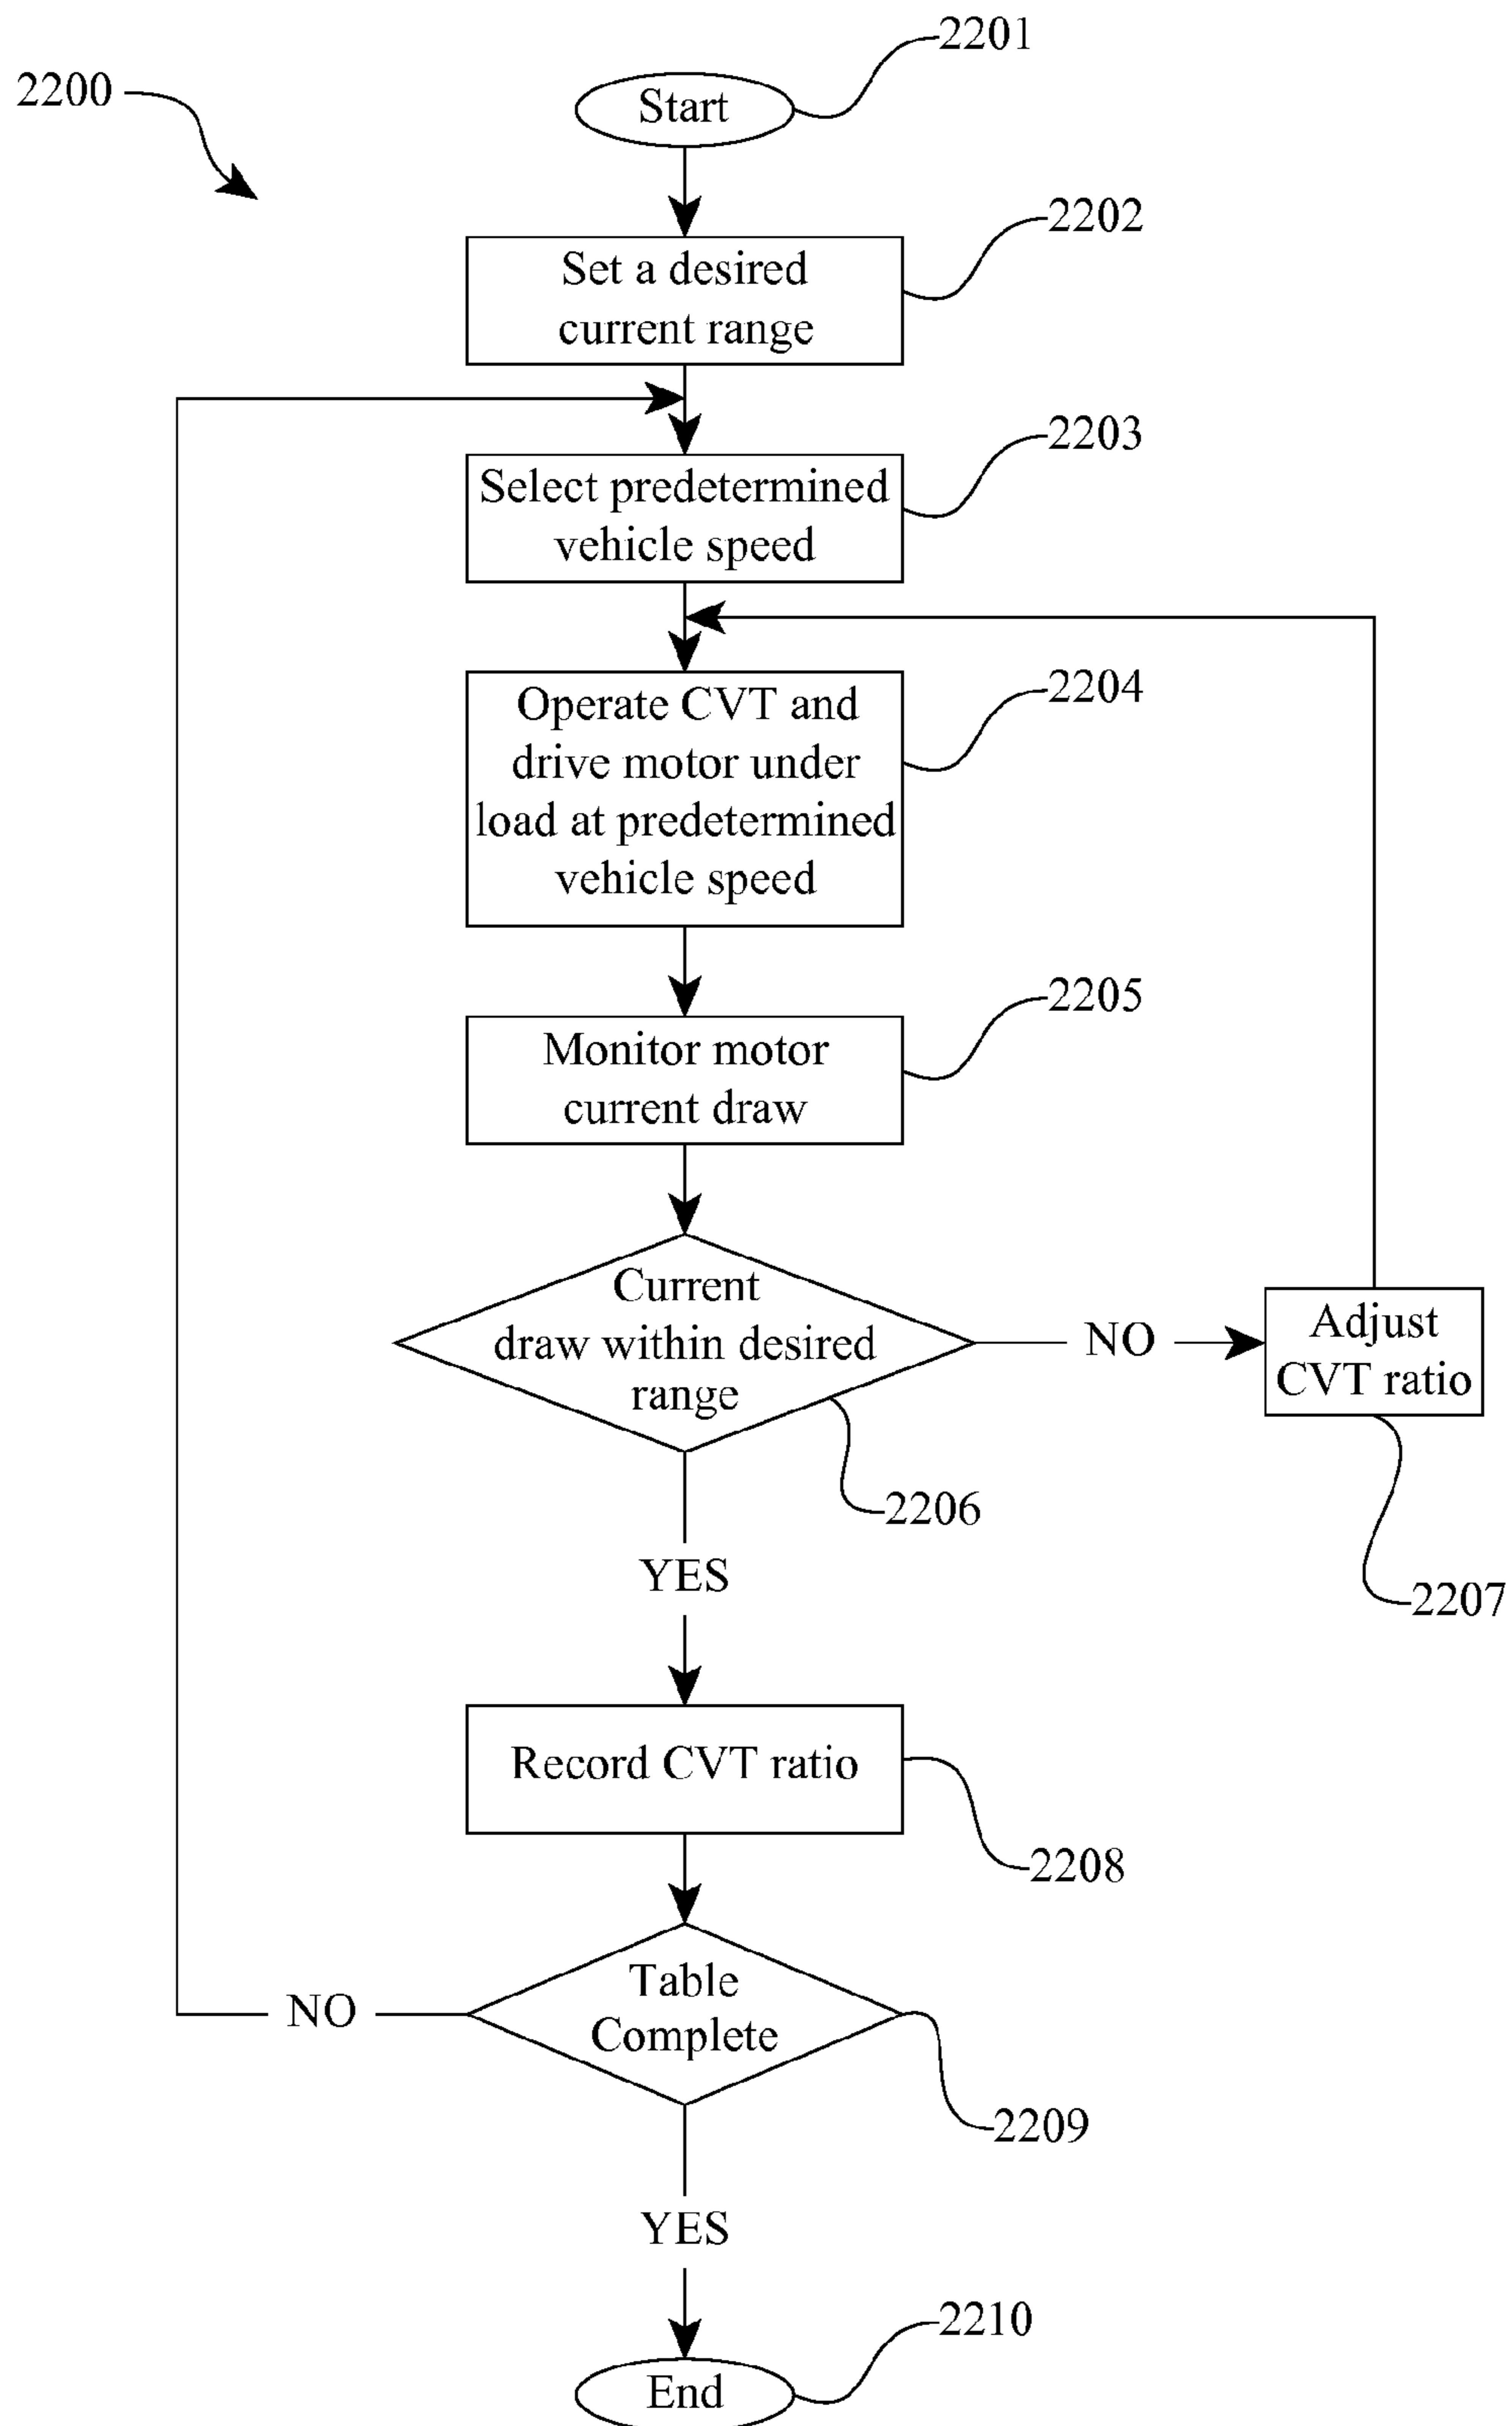 2201
2200
Start
2202
Set a desired
current range
2203
Select predetermined
vehicle speed
2204
Operate CVT and
drive motor under
load at predetermined
vehicle speed
2205
Monitor motor
current draw
Current
draw within desired
range
NO
Adjust
CVT ratio
2206
YES
2207
Record CVT ratio
2208
Table
Complete
NO
2209
YES
2210
End